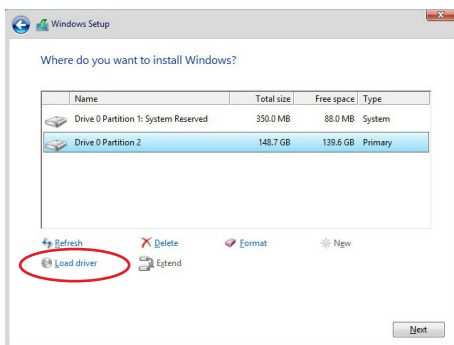 Windows Setup
Where do you want to install Windows?
Name Total size Free space Type
Drive 0 Partition 1: System Reserved 350.0 MB 88.0 MB System
Drive 0 Partition 2 148.7 GB 139.6 GB Primary
Refresh Delete Format New
Load driver Extend
Next